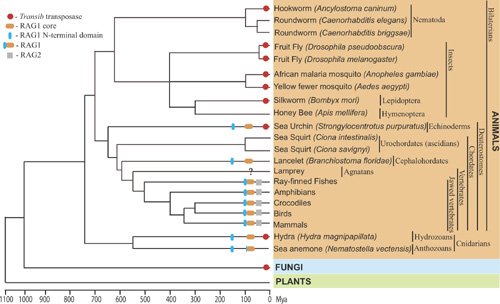 Transib transposase
RAG1 core
RAG1 N-terminal domain
RAG1
RAG2
Hookworm (Ancylostoma caninum)
Roundworm (Caenorhabditis elegans)
Roundworm (Caenorhabditis briggsae)
Nematoda
Fruit Fly (Drosophila pseudoobscura)
Fruit Fly (Drosophila melanogaster)
African malaria mosquito (Anopheles gambiae)
Yellow fewer mosquito (Aedes aegypti)
Silkworm (Bombyx mori) Lepidoptera
Honey Bee (Apis mellifera) Hymenoptera
Insects
Bilaterians
Sea Urchin (Strongylocentrotus purpuratus) Echinoderms
Sea Squirt (Ciona intestinalis)
Sea Squirt (Ciona savignyi)
Urochordates (ascidians)
Lancelet (Branchiostoma floridae) Cephalohordates
? Lamprey Agnatans
Ray-finned Fishes
Amphibians
Crocodiles
Birds
Mammals
Jawed vertebrates
Vertebrates
Chordates
Deuterostomes
ANIMALS
Hydra (Hydra magnipapillata) Hydrozoans
Sea anemone (Nematostella vectensis) Anthozoans
Cnidarians
FUNGI
PLANTS
1100 1000 900 800 700 600 500 400 300 200 100 0 Mya